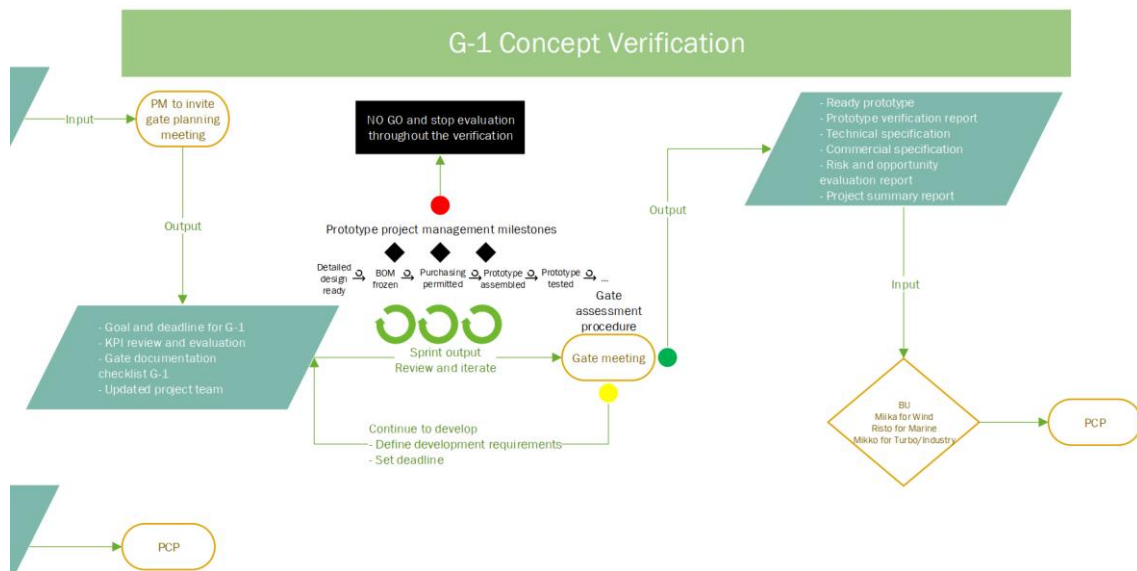 G-1 Concept Verification
Input
PM to invite
gate planning
meeting
Output
- Goal and deadline for G-1
- KPI review and evaluation
- Gate documentation
checklist G-1
- Updated project team
NO GO and stop evaluation
throughout the verification
Prototype project management milestones
Detailed
design
ready
BOM
frozen
Purchasing
permitted
Prototype
assembled
Prototype
tested
...
Sprint output
Review and iterate
Gate
assessment
procedure
Gate meeting
Continue to develop
- Define development requirements
- Set deadline
Output
- Ready prototype
- Prototype verification report
- Technical specification
- Commercial specification
- Risk and opportunity
evaluation report
- Project summary report
Input
BU
Miika for Wind
Risto for Marine
Mikko for Turbo/Industry
PCP
PCP